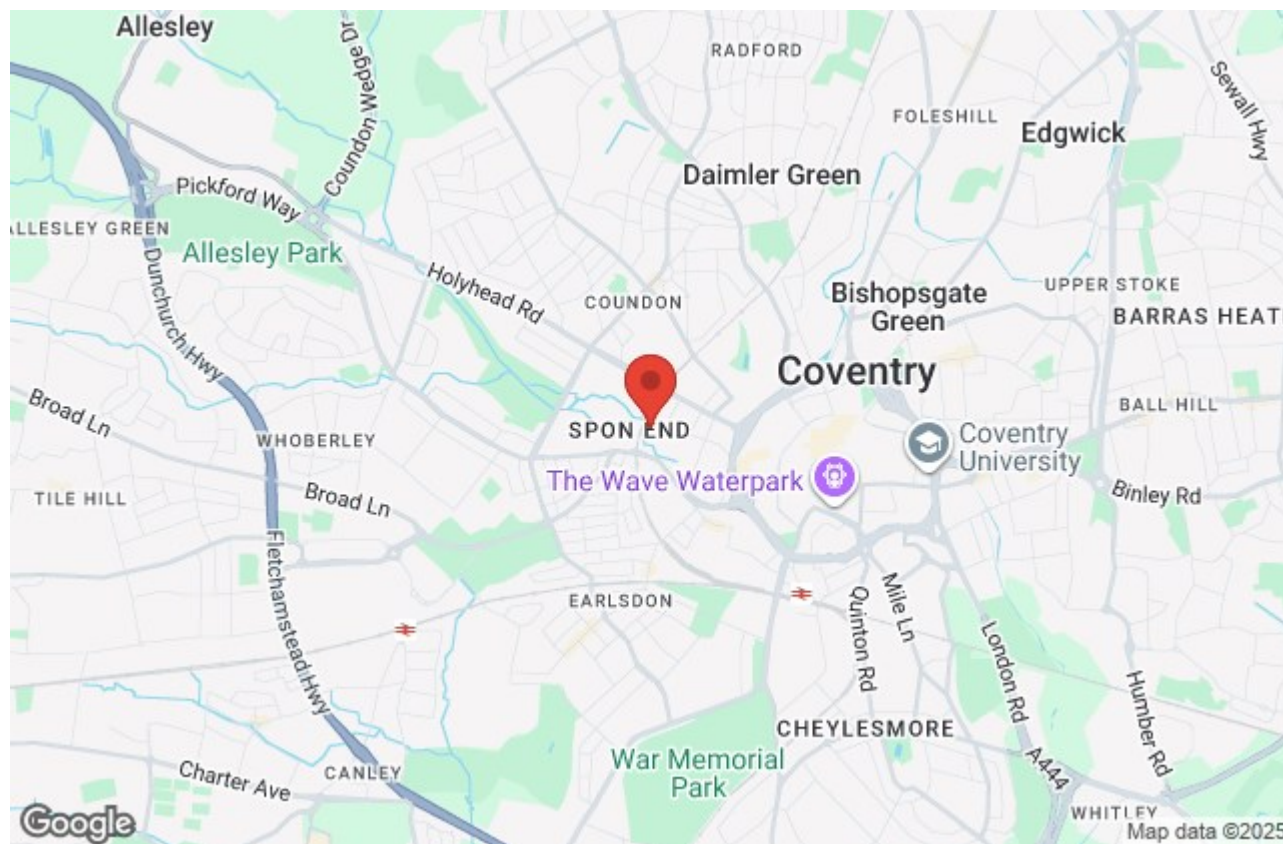 Allesley
Coundon Wedge Dr
RADFORD
Sewall Hwy
FOLESHILL
Edgwick
Daimler Green
Pickford Way
ALLESLEY GREEN
Allesley Park
Dunchurch Hwy
Holyhead Rd
COUNDON
Bishopsgate
Green
UPPER STOKE
BARRAS HEAT
Coventry
Broad Ln
WHOBERLEY
SPON END
BALL HILL
Coventry
University
The Wave Waterpark
TILE HILL
Broad Ln
Binley Rd
Fletchamstead Hwy
EARLSDON
Mile Ln
Quinton Rd
London Rd
Humber Rd
CHEYLESMORE
War Memorial
Park
A444
Charter Ave
CANLEY
WHITLEY
Google
Map data ©2025